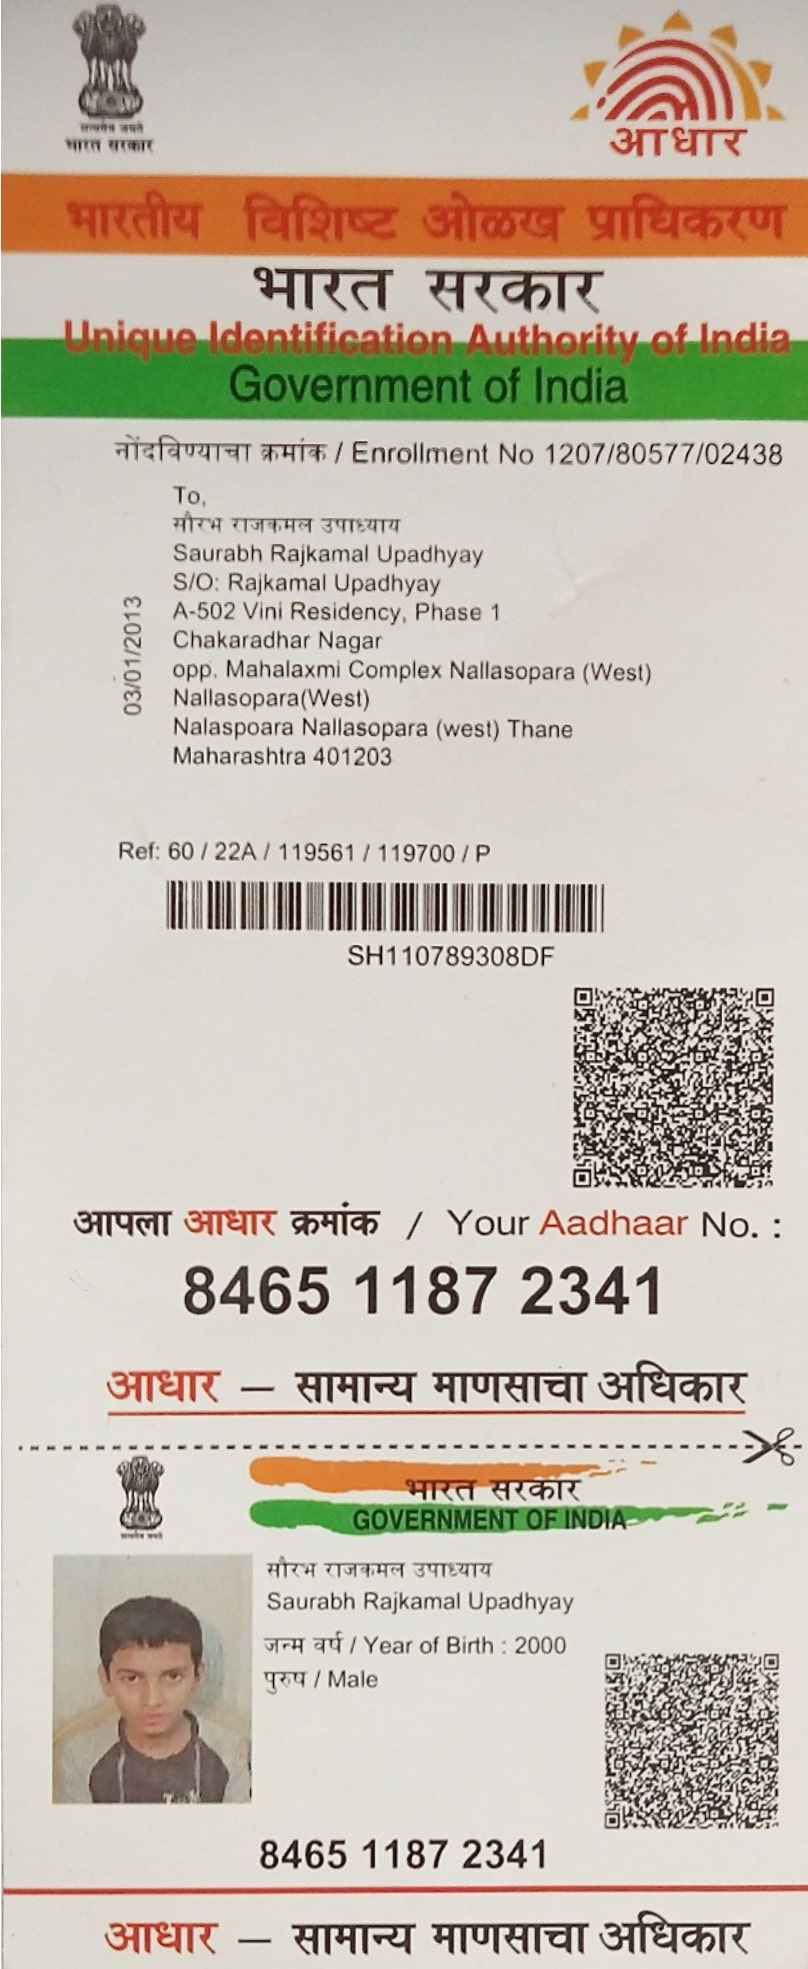 सत्यमेव जयते
भारत सरकार
आधार
भारतीय विशिष्ट ओळख प्राधिकरण
भारत सरकार
Unique Identification Authority of India
Government of India
नोंदविण्याचा क्रमांक / Enrollment No 1207/80577/02438
To,
सौरभ राजकमल उपाध्याय
Saurabh Rajkamal Upadhyay
S/O: Rajkamal Upadhyay
A-502 Vini Residency, Phase 1
Chakaradhar Nagar
opp. Mahalaxmi Complex Nallasopara (West)
Nallasopara(West)
Nalaspoara Nallasopara (west) Thane
Maharashtra 401203
03/01/2013
Ref: 60 / 22A / 119561 / 119700 / P
SH110789308DF
आपला आधार क्रमांक / Your Aadhaar No. :
8465 1187 2341
आधार – सामान्य माणसाचा अधिकार
सत्यमेव जयते
भारत सरकार
GOVERNMENT OF INDIA
सौरभ राजकमल उपाध्याय
Saurabh Rajkamal Upadhyay
जन्म वर्ष / Year of Birth : 2000
पुरुष / Male
8465 1187 2341
आधार – सामान्य माणसाचा अधिकार